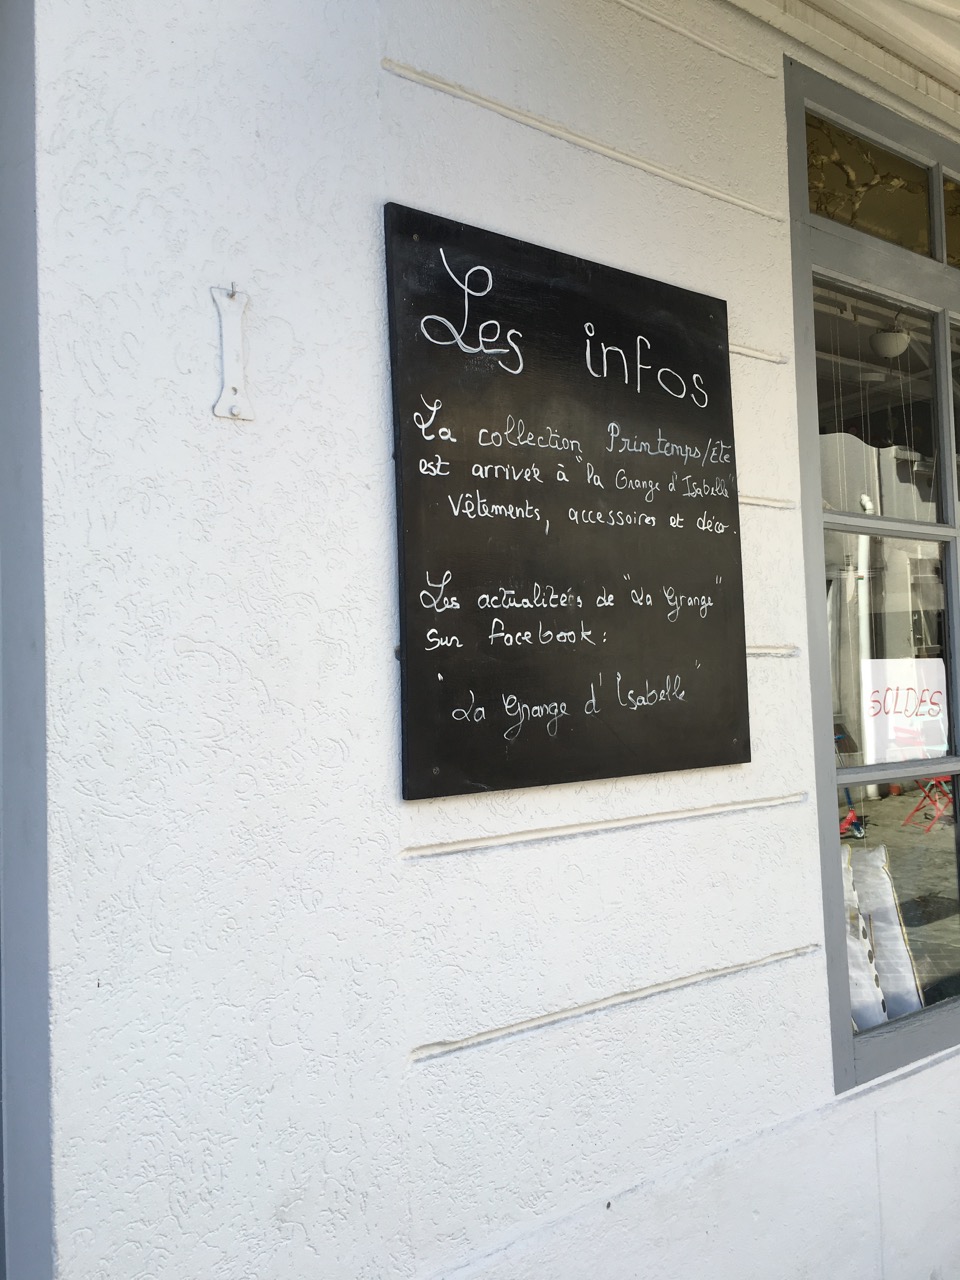 Les infos
La collection Printemps/Eté
est arrivée à "la Grange d'Isabelle"
Vêtements, accessoires et déco.
Les actualités de "La Grange"
sur facebook :
"La Grange d'Isabelle"
SOLDES